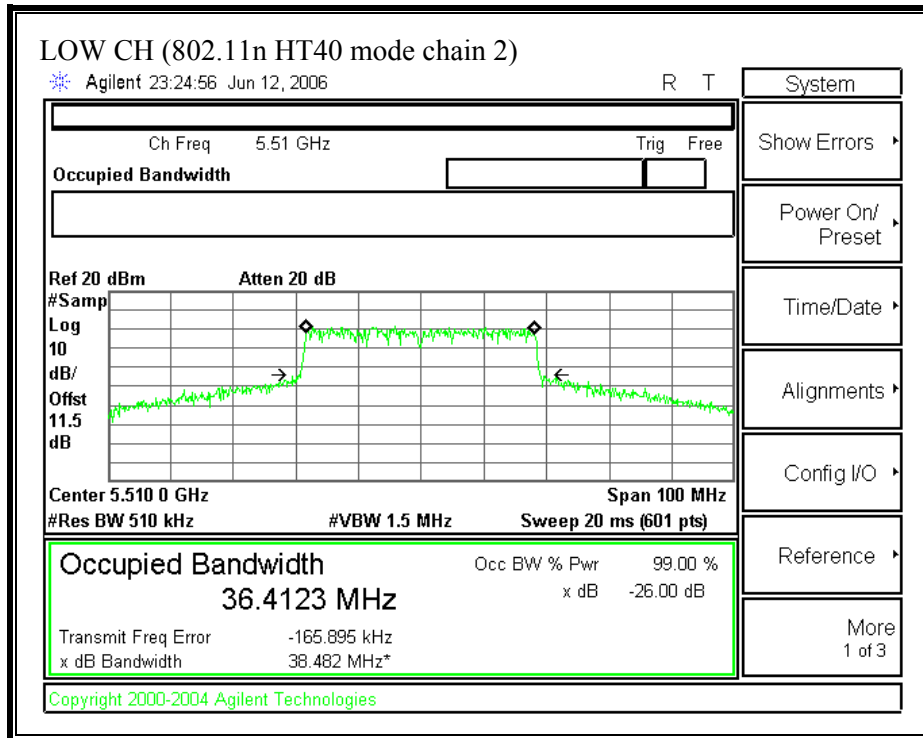 LOW CH (802.11n HT40 mode chain 2)
Agilent 23:24:56 Jun 12, 2006 R T
System
Ch Freq 5.51 GHz Trig Free
Show Errors
Occupied Bandwidth
Power On/
Preset
Ref 20 dBm Atten 20 dB
#Samp
Log
10
dB/
Offst
11.5
dB
Time/Date
Alignments
Config I/O
Center 5.510 0 GHz Span 100 MHz
#Res BW 510 kHz #VBW 1.5 MHz Sweep 20 ms (601 pts)
Occupied Bandwidth Occ BW % Pwr 99.00 %
36.4123 MHz x dB -26.00 dB
Reference
Transmit Freq Error -165.895 kHz
x dB Bandwidth 38.482 MHz*
More
1 of 3
Copyright 2000-2004 Agilent Technologies